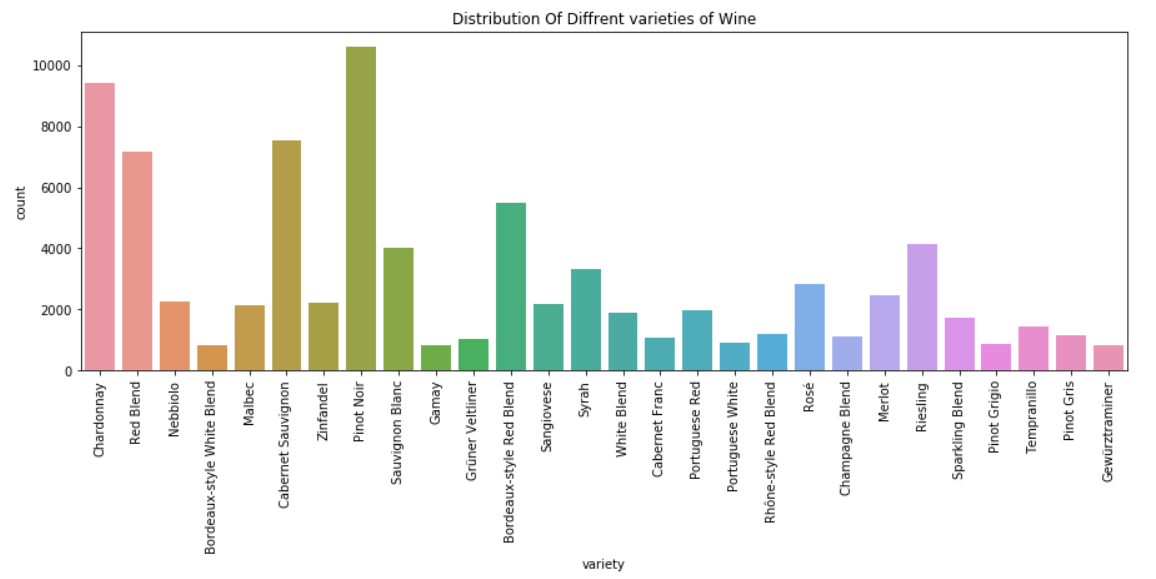 Distribution Of Diffrent varieties of Wine
count
10000
8000
6000
4000
2000
0
Chardonnay
Red Blend
Nebbiolo
Bordeaux-style White Blend
Malbec
Cabernet Sauvignon
Zinfandel
Pinot Noir
Sauvignon Blanc
Gamay
Grüner Veltliner
Bordeaux-style Red Blend
Sangiovese
Syrah
White Blend
Cabernet Franc
Portuguese Red
Portuguese White
Rhône-style Red Blend
Rosé
Champagne Blend
Merlot
Riesling
Sparkling Blend
Pinot Grigio
Tempranillo
Pinot Gris
Gewürztraminer
variety